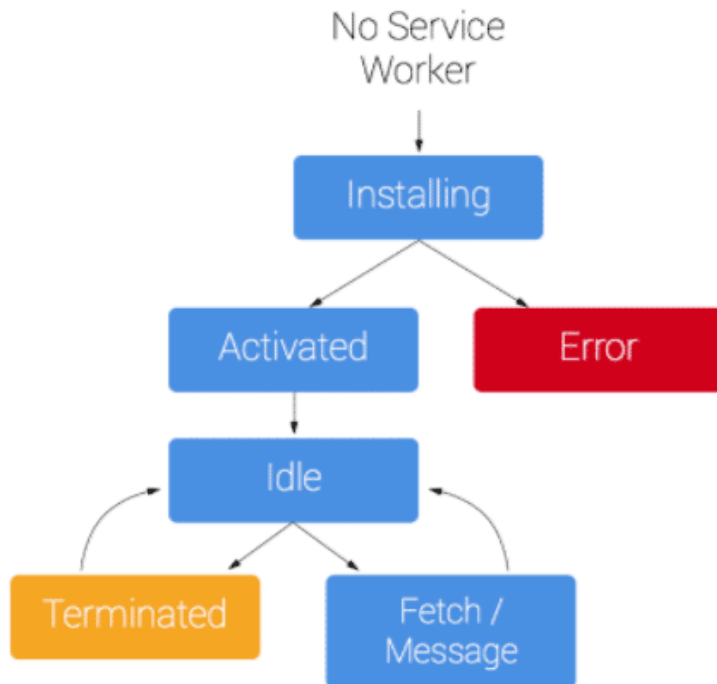 No Service
Worker
Installing
Activated
Error
Idle
Terminated
Fetch /
Message